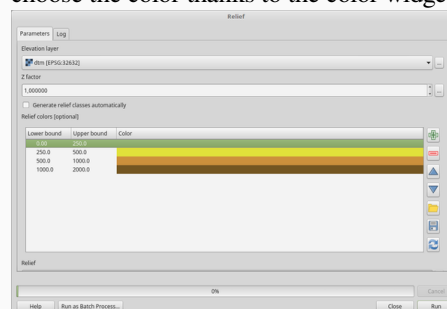 choose the color thanks to the color widge
Relief
Parameters Log
Elevation layer
dtm [EPSG:32632]
Z factor
1,000000
Generate relief classes automatically
Relief colors [optional]
Lower bound Upper bound Color
0.00 250.0
250.0 500.0
500.0 1000.0
1000.0 2000.0
Relief
0% Cancel
Help Run as Batch Process... Close Run